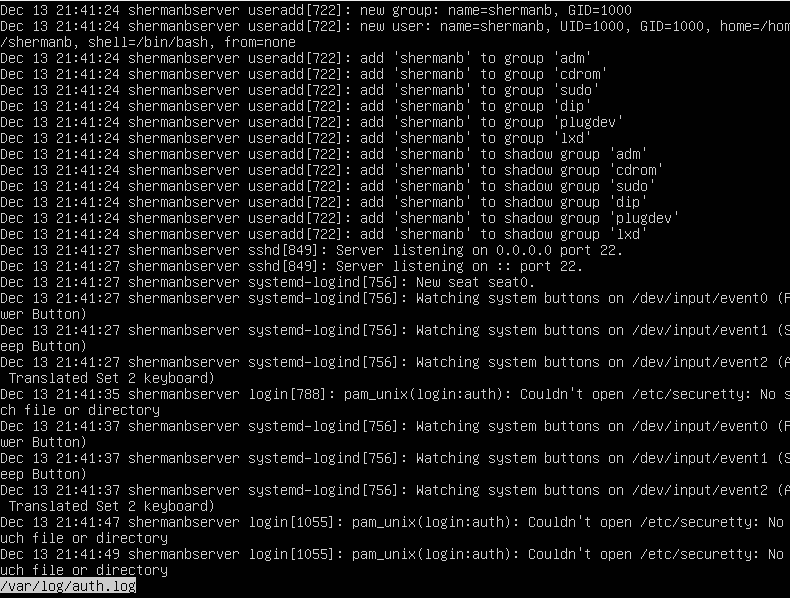 Dec 13 21:41:24 shermanbserver useradd[722]: new group: name=shermanb, GID=1000
Dec 13 21:41:24 shermanbserver useradd[722]: new user: name=shermanb, UID=1000, GID=1000, home=/hom
/shermanb, shell=/bin/bash, from=none
Dec 13 21:41:24 shermanbserver useradd[722]: add 'shermanb' to group 'adm'
Dec 13 21:41:24 shermanbserver useradd[722]: add 'shermanb' to group 'cdrom'
Dec 13 21:41:24 shermanbserver useradd[722]: add 'shermanb' to group 'sudo'
Dec 13 21:41:24 shermanbserver useradd[722]: add 'shermanb' to group 'dip'
Dec 13 21:41:24 shermanbserver useradd[722]: add 'shermanb' to group 'plugdev'
Dec 13 21:41:24 shermanbserver useradd[722]: add 'shermanb' to group 'lxd'
Dec 13 21:41:24 shermanbserver useradd[722]: add 'shermanb' to shadow group 'adm'
Dec 13 21:41:24 shermanbserver useradd[722]: add 'shermanb' to shadow group 'cdrom'
Dec 13 21:41:24 shermanbserver useradd[722]: add 'shermanb' to shadow group 'sudo'
Dec 13 21:41:24 shermanbserver useradd[722]: add 'shermanb' to shadow group 'dip'
Dec 13 21:41:24 shermanbserver useradd[722]: add 'shermanb' to shadow group 'plugdev'
Dec 13 21:41:24 shermanbserver useradd[722]: add 'shermanb' to shadow group 'lxd'
Dec 13 21:41:27 shermanbserver sshd[849]: Server listening on 0.0.0.0 port 22.
Dec 13 21:41:27 shermanbserver sshd[849]: Server listening on :: port 22.
Dec 13 21:41:27 shermanbserver systemd-logind[756]: New seat seat0.
Dec 13 21:41:27 shermanbserver systemd-logind[756]: Watching system buttons on /dev/input/event0 (P
wer Button)
Dec 13 21:41:27 shermanbserver systemd-logind[756]: Watching system buttons on /dev/input/event1 (S
eep Button)
Dec 13 21:41:27 shermanbserver systemd-logind[756]: Watching system buttons on /dev/input/event2 (A
 Translated Set 2 keyboard)
Dec 13 21:41:35 shermanbserver login[788]: pam_unix(login:auth): Couldn't open /etc/securetty: No s
ch file or directory
Dec 13 21:41:37 shermanbserver systemd-logind[756]: Watching system buttons on /dev/input/event0 (P
wer Button)
Dec 13 21:41:37 shermanbserver systemd-logind[756]: Watching system buttons on /dev/input/event1 (S
eep Button)
Dec 13 21:41:37 shermanbserver systemd-logind[756]: Watching system buttons on /dev/input/event2 (A
 Translated Set 2 keyboard)
Dec 13 21:41:47 shermanbserver login[1055]: pam_unix(login:auth): Couldn't open /etc/securetty: No
uch file or directory
Dec 13 21:41:49 shermanbserver login[1055]: pam_unix(login:auth): Couldn't open /etc/securetty: No
uch file or directory
/var/log/auth.log